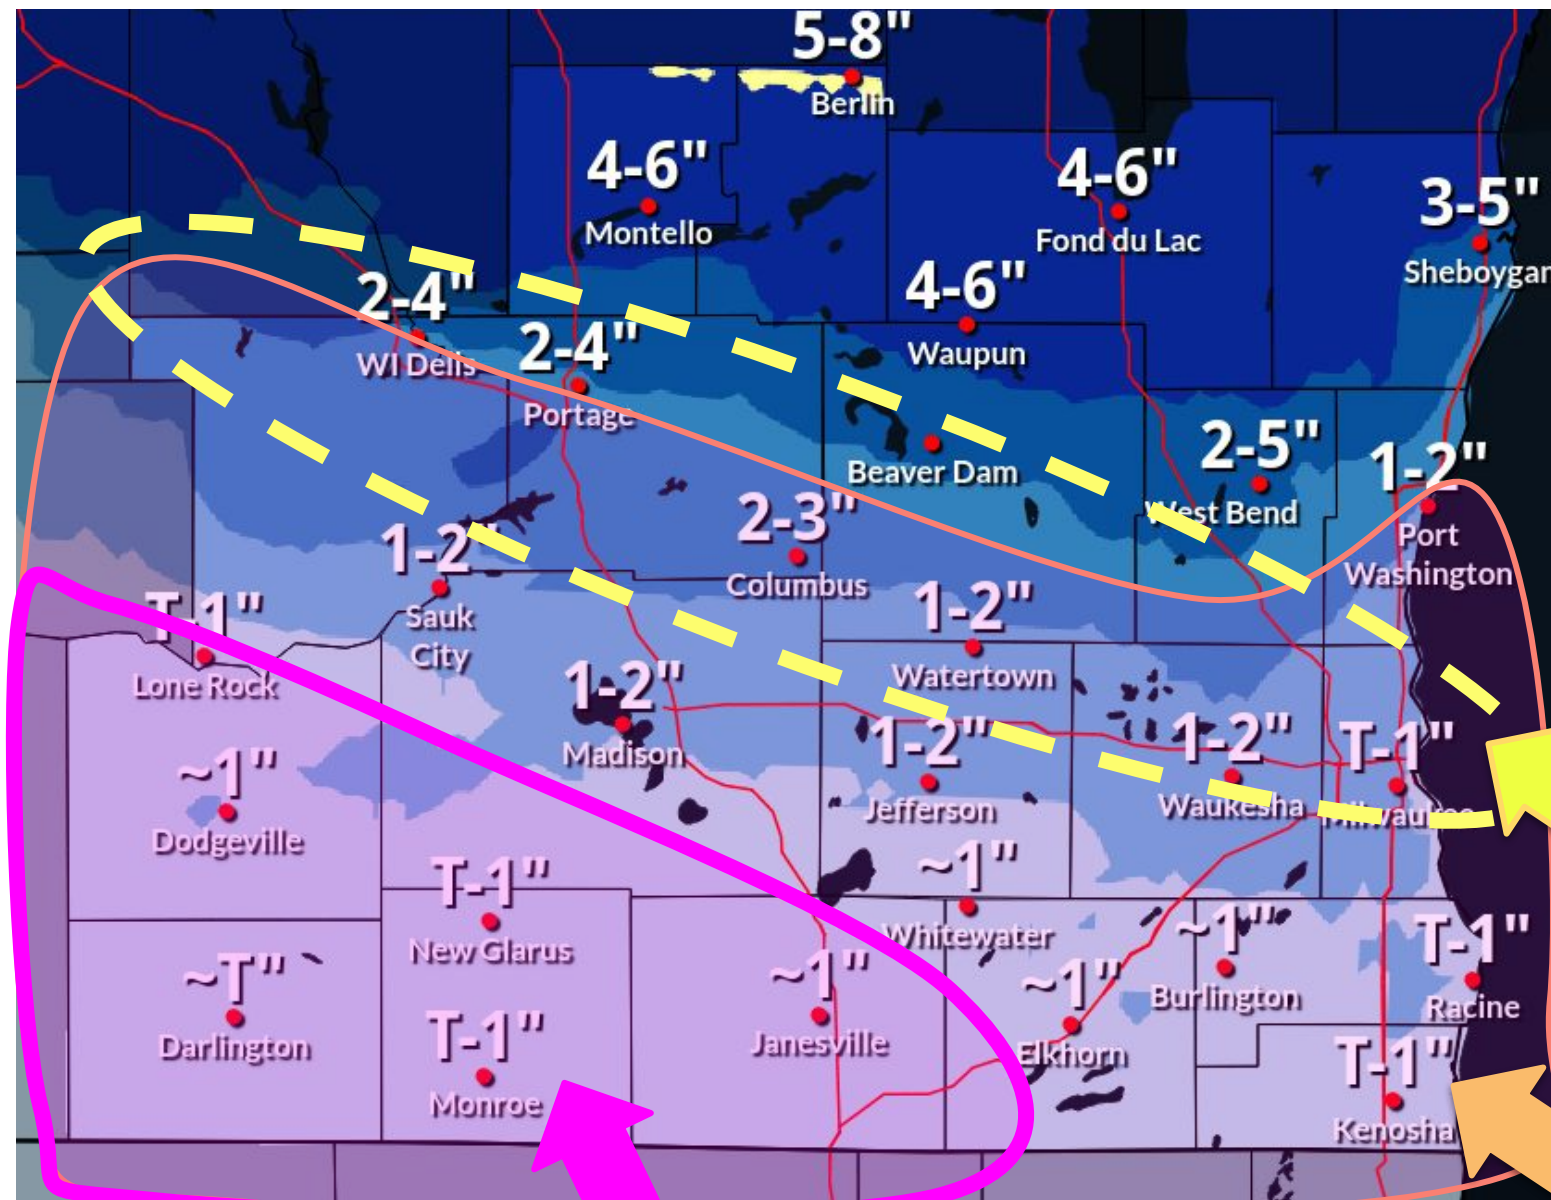 5-8"
Berlin
4-6"
Montello
4-6"
Fond du Lac
3-5"
Sheboygan
4-6"
Waupun
2-4"
WI Dells
2-4"
Portage
Beaver Dam
2-5"
West Bend
1-2"
Port
Washington
2-3"
Columbus
1-2"
Sauk
City
T-1"
Lone Rock
1-2"
Watertown
1-2"
Madison
1-2"
Jefferson
1-2"
Waukesha
T-1"
Milwaukee
~1"
Dodgeville
T-1"
New Glarus
~1"
Whitewater
~T"
Darlington
T-1"
Monroe
~1"
Janesville
~1"
Elkhorn
~1"
Burlington
T-1"
Racine
T-1"
Kenosha